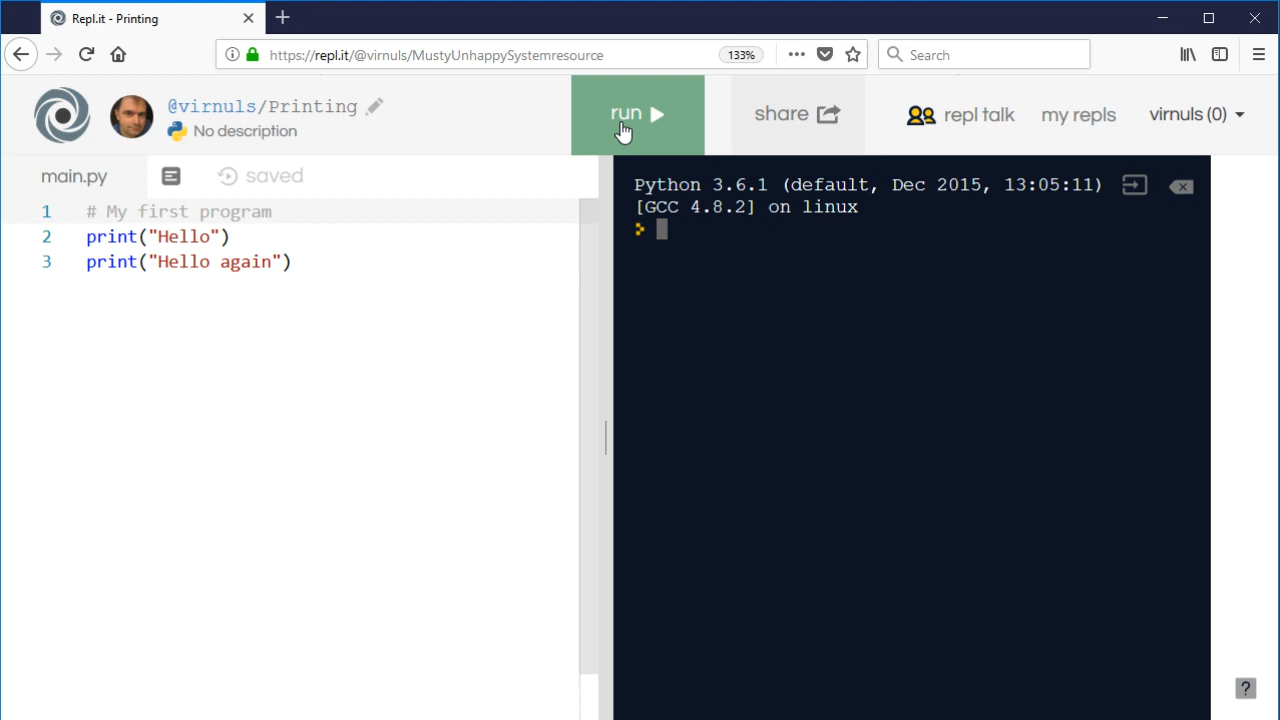 Repl.it - Printing
https://repl.it/@virnuls/MustyUnhappySystemresource
133%
Search
@virnuls/Printing
No description
run
share
repl talk
my repls
virnuls (0)
main.py
saved
1 # My first program
2 print("Hello")
3 print("Hello again")
Python 3.6.1 (default, Dec 2015, 13:05:11)
[GCC 4.8.2] on linux
?